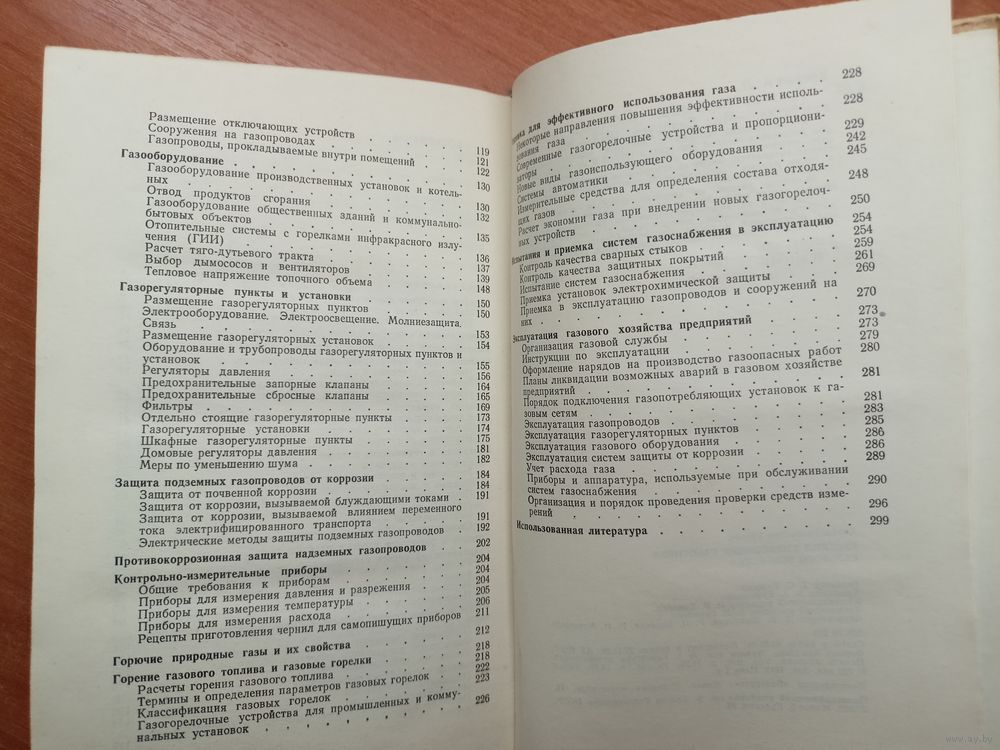 Размещение отключающих устройств
Сооружения на газопроводах . . . 119
Газопроводы, прокладываемые внутри помещений . . 121
Газооборудование . . . 122
Газооборудование производственных установок и котель-
ных . . . 130
Отвод продуктов сгорания . . . 130
Газооборудование общественных зданий и коммунально- 132
бытовых объектов
Отопительные системы с горелками инфракрасного излу- 135
чения (ГИИ)
Расчет тяго-дутьевого тракта . . . 136
Выбор дымососов и вентиляторов . . . 137
Тепловое напряжение топочного объема . . . 139
148
Газорегуляторные пункты и установки
Размещение газорегуляторных пунктов . . . 150
Электрооборудование. Электроосвещение. Молниезащита. 150
Связь
Размещение газорегуляторных установок . . . 153
Оборудование и трубопроводы газорегуляторных пунктов и 154
установок
Регуляторы давления . . . 155
Предохранительные запорные клапаны . . . 156
Предохранительные сбросные клапаны . . . 164
Фильтры . . . 165
Отдельно стоящие газорегуляторные пункты . . . 169
Газорегуляторные установки . . . 173
Шкафные газорегуляторные пункты . . . 174
Домовые регуляторы давления . . . 175
Меры по уменьшению шума . . . 181
182
Защита подземных газопроводов от коррозии . . . 184
Защита от почвенной коррозии . . . 184
Защита от коррозии, вызываемой блуждающими токами . 191
Защита от коррозии, вызываемой влиянием переменного
тока электрифицированного транспорта . . . 191
Электрические методы защиты подземных газопроводов 192
Противокоррозионная защита надземных газопроводов . . . 202
Контрольно-измерительные приборы . . . 204
Общие требования к приборам . . . 204
Приборы для измерения давления и разрежения . . . 204
Приборы для измерения температуры . . . 205
Приборы для измерения расхода . . . 206
Рецепты приготовления чернил для самопишущих приборов 211
Горючие природные газы и их свойства . . . 212
Горение газового топлива и газовые горелки . . . 218
Расчеты горения газового топлива . . . 218
Термины и определения параметров газовых горелок . . 222
Классификация газовых горелок . . . 223
Газогорелочные устройства для промышленных и комму-
нальных установок . . . 226
для эффективного использования газа . . . 228
Некоторые направления повышения эффективности исполь-
зования газа . . . 228
Современные газогорелочные устройства и пропорциони-
аторы . . . 229
Новые виды газоиспользующего оборудования . . . 242
Системы автоматики . . . 245
Измерительные средства для определения состава отходя-
щих газов . . . 248
Расчет экономии газа при внедрении новых газогорелоч-
ных устройств . . . 250
Испытания и приемка систем газоснабжения в эксплуатацию 254
Контроль качества сварных стыков . . . 254
Контроль качества защитных покрытий . . . 259
Испытание систем газоснабжения . . . 261
Приемка установок электрохимической защиты . . . 269
Приемка в эксплуатацию газопроводов и сооружений на
них . . . 270
Эксплуатация газового хозяйства предприятий . . . 273
Организация газовой службы . . . 273
Инструкции по эксплуатации . . . 279
Оформление нарядов на производство газоопасных работ 280
Планы ликвидации возможных аварий в газовом хозяйстве
предприятий . . . 281
Порядок подключения газопотребляющих установок к га-
зовым сетям . . . 281
Эксплуатация газопроводов . . . 283
Эксплуатация газорегуляторных пунктов . . . 285
Эксплуатация газового оборудования . . . 286
Эксплуатация систем защиты от коррозии . . . 286
Учет расхода газа . . . 289
Приборы и аппаратура, используемые при обслуживании
систем газоснабжения . . . 290
Организация и порядок проведения проверки средств изме-
рений . . . 296
Использованная литература . . . 299
www.ay.by